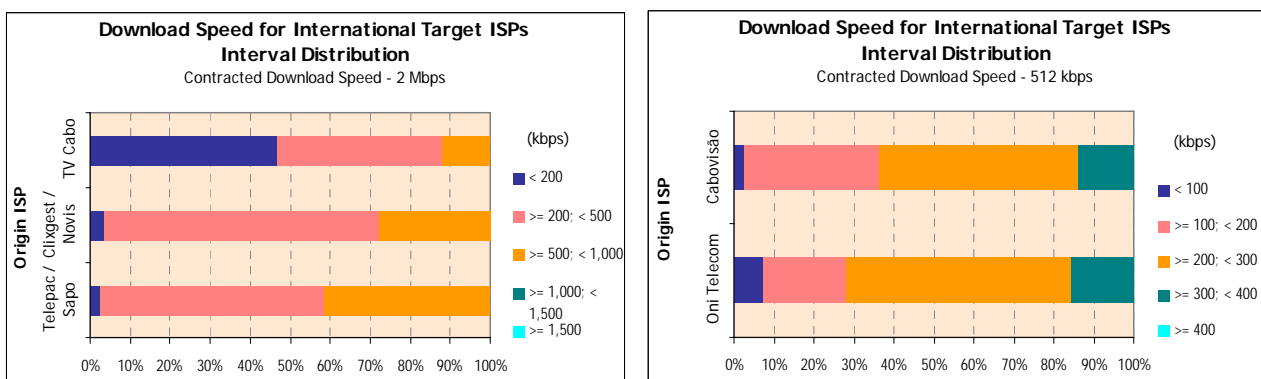 Download Speed for International Target ISPs
Interval Distribution
Contracted Download Speed - 2 Mbps
Origin ISP
TV Cabo
Clixgest /
Novis
Telepac /
Sapo
0% 10% 20% 30% 40% 50% 60% 70% 80% 90% 100%
(kbps)
< 200
>= 200; < 500
>= 500; < 1,000
>= 1,000; <
1,500
>= 1,500
Download Speed for International Target ISPs
Interval Distribution
Contracted Download Speed - 512 kbps
Origin ISP
Cabovisão
Oni Telecom
0% 10% 20% 30% 40% 50% 60% 70% 80% 90% 100%
(kbps)
< 100
>= 100; < 200
>= 200; < 300
>= 300; < 400
>= 400